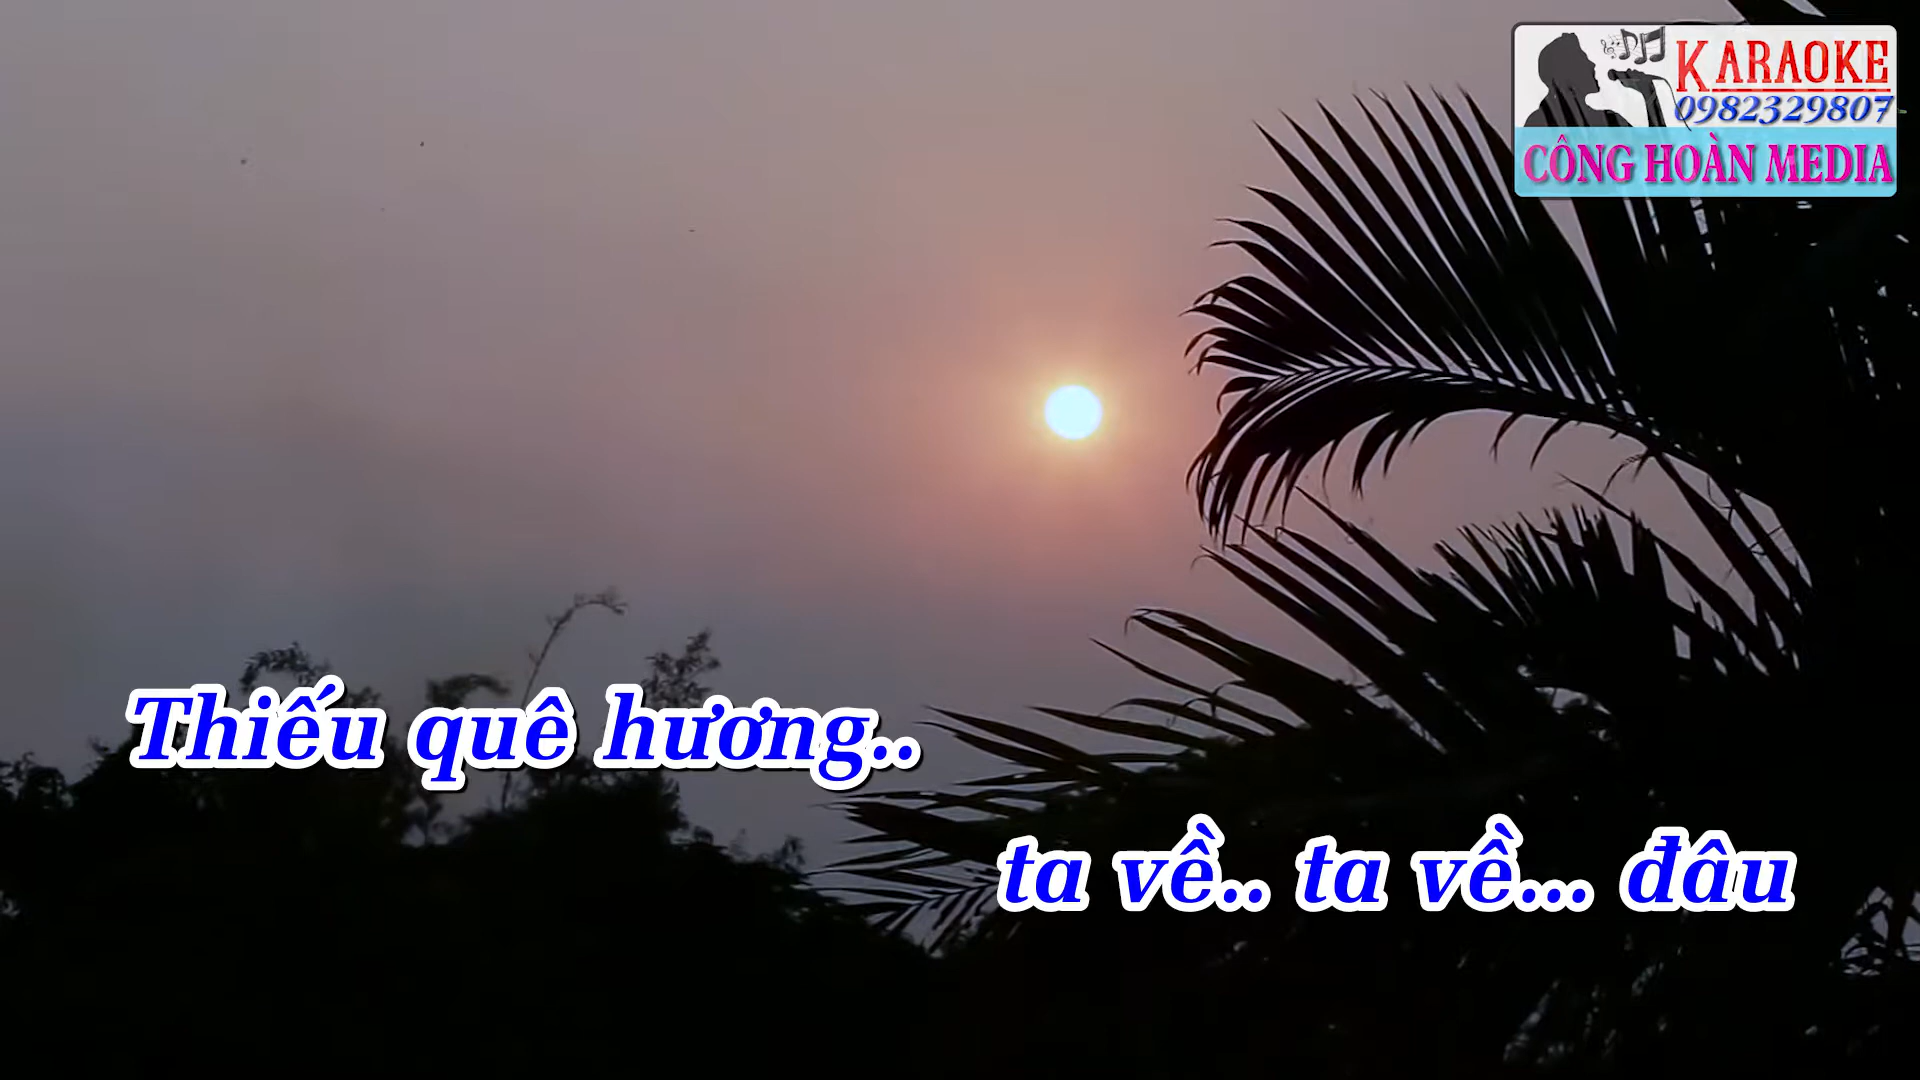 KARAOKE
0982329807
CÔNG HOÀN MEDIA
Thiếu quê hương..
ta về.. ta về... đâu